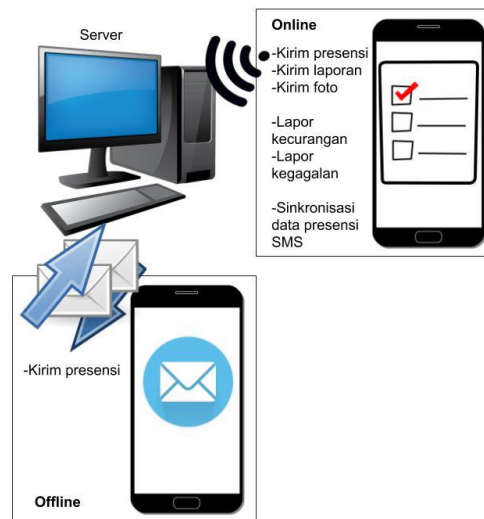 Server
Online
-Kirim presensi
-Kirim laporan
-Kirim foto
-Lapor
kecurangan
-Lapor
kegagalan
-Sinkronisasi
data presensi
SMS
-Kirim presensi
Offline